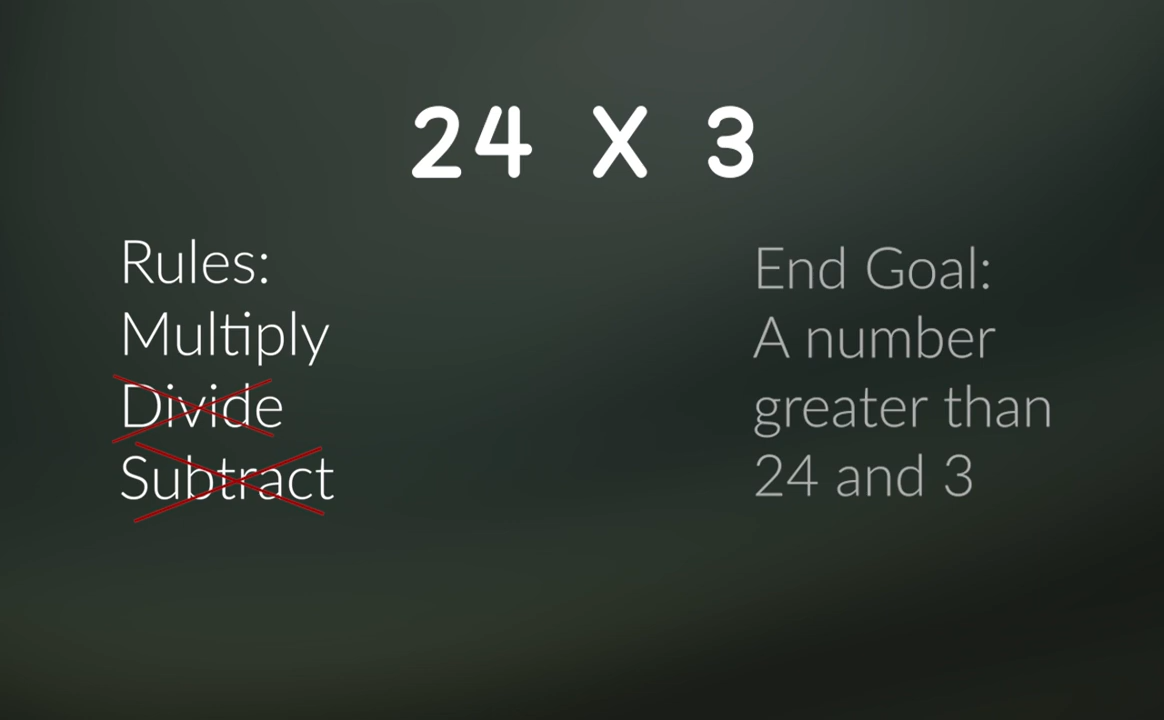 24 X 3
Rules:
Multiply
Divide
Subtract
End Goal:
A number
greater than
24 and 3